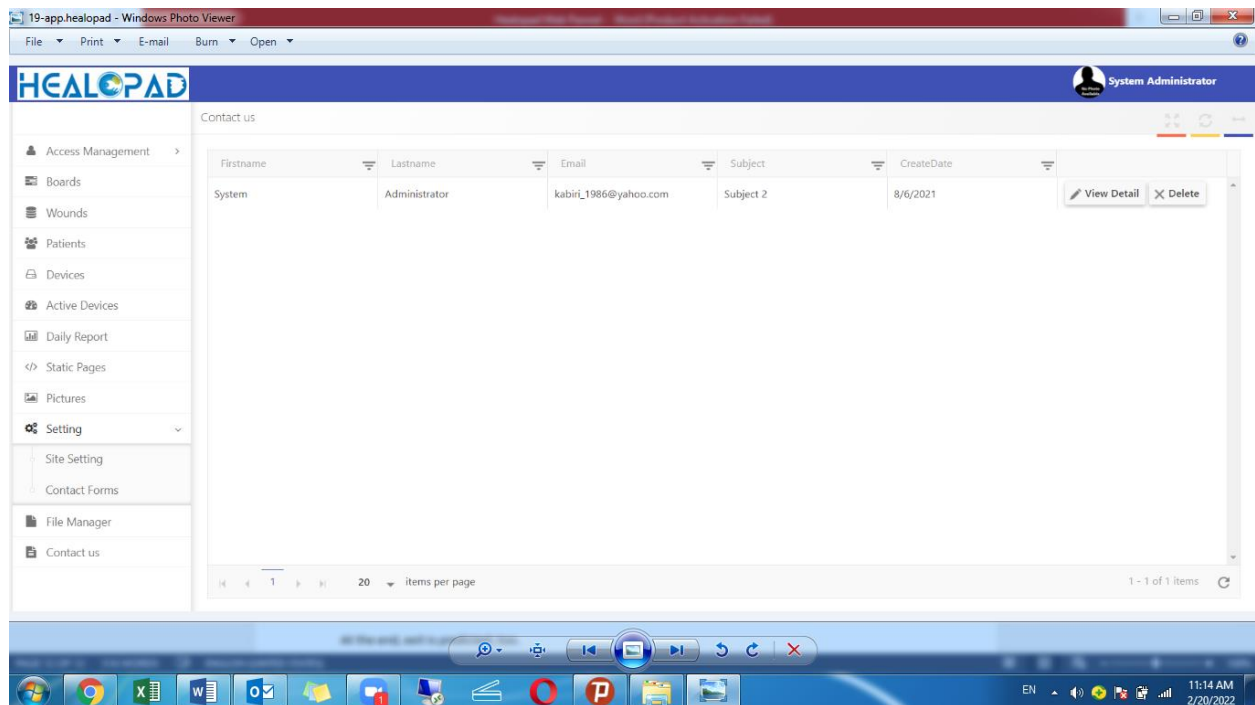 19-app.healopad - Windows Photo Viewer
File Print E-mail Burn Open
HEALOPAD
System Administrator
Contact us
Access Management
Boards
Wounds
Patients
Devices
Active Devices
Daily Report
Static Pages
Pictures
Setting
Site Setting
Contact Forms
File Manager
Contact us
Firstname Lastname Email Subject CreateDate
System Administrator kabiri_1986@yahoo.com Subject 2 8/6/2021 View Detail Delete
1 20 items per page 1 - 1 of 1 items
EN 11:14 AM
2/20/2022